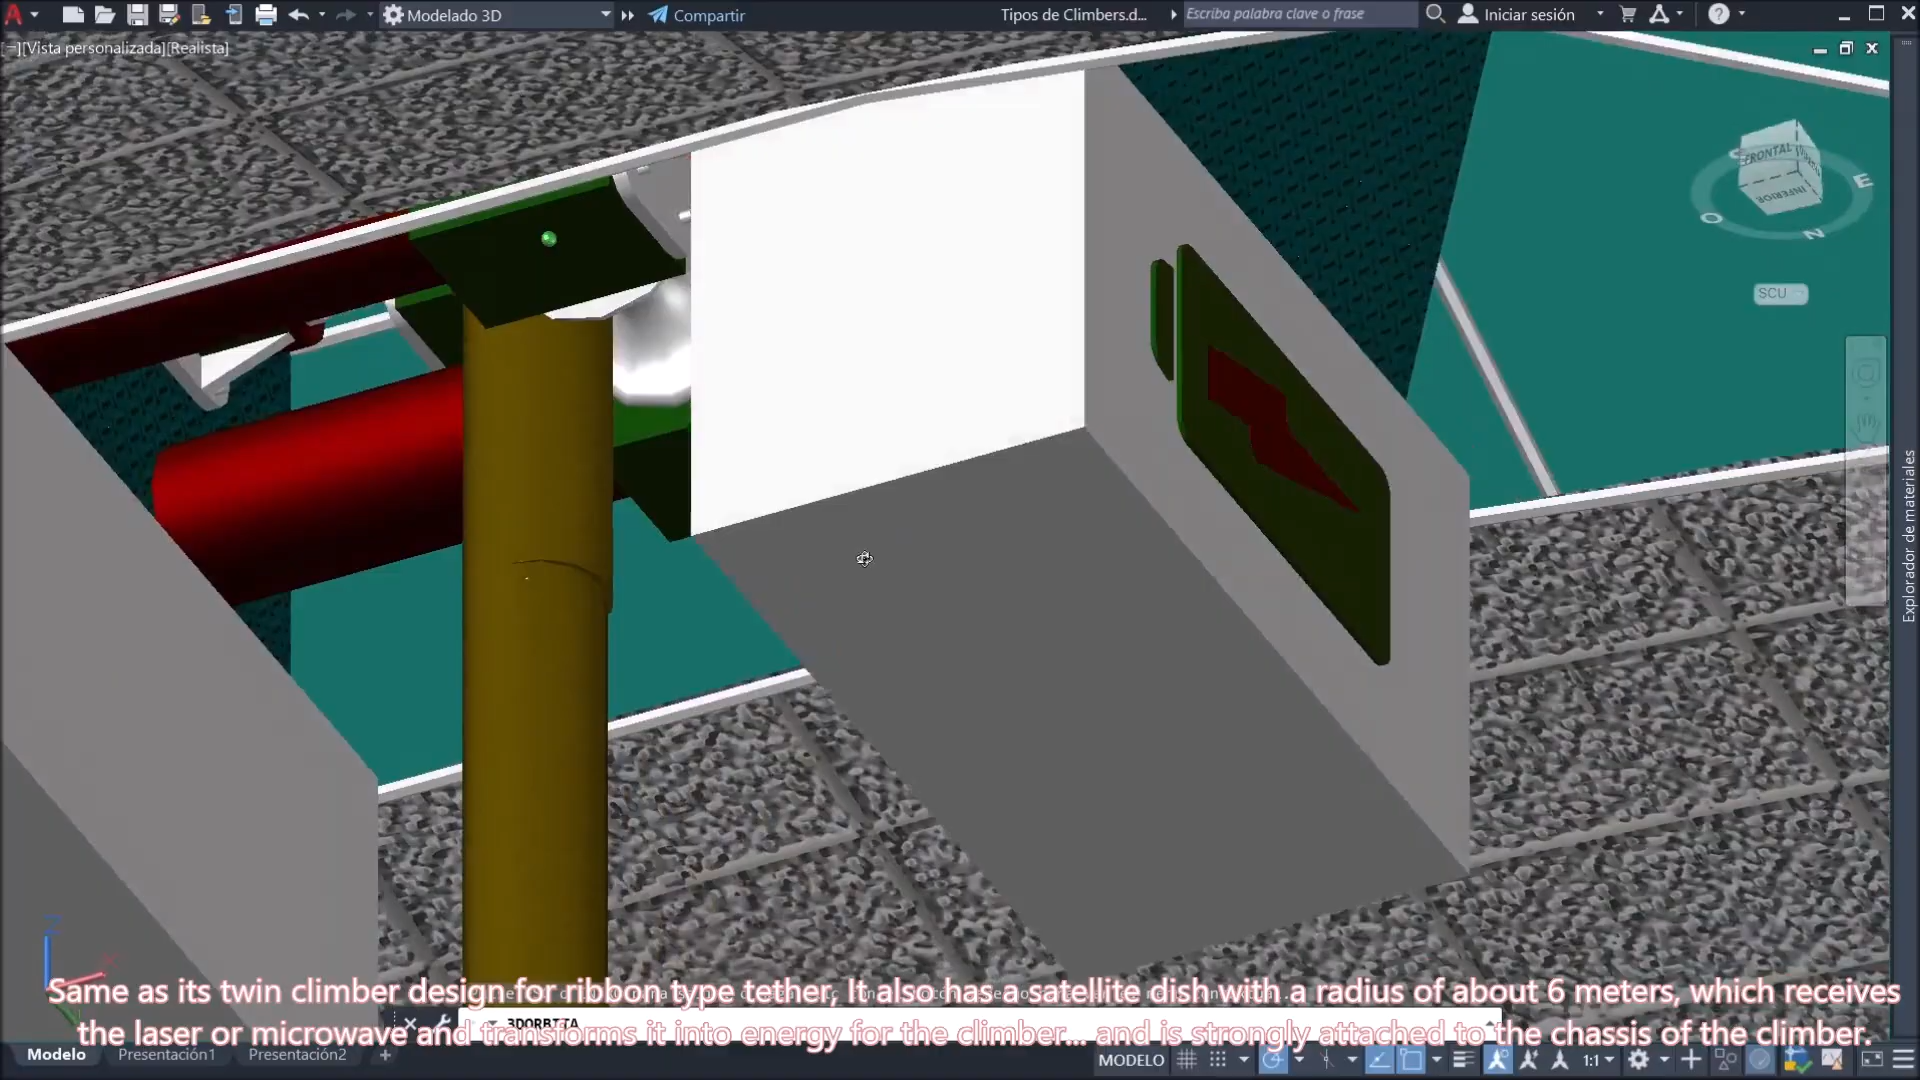 Modelado 3D
Compartir
Tipos de Climbers.d...
Escriba palabra clave o frase
Iniciar sesión
[Vista personalizada][Realista]
FRONTAL
INFERIOR
E
O
N
SCU
Explorador de materiales
Same as its twin climber design for ribbon type tether. It also has a satellite dish with a radius of about 6 meters, which receives
the laser or microwave and transforms it into energy for the climber... and is strongly attached to the chassis of the climber.
3DORBITA
Modelo
Presentación1
Presentación2
MODELO
1:1